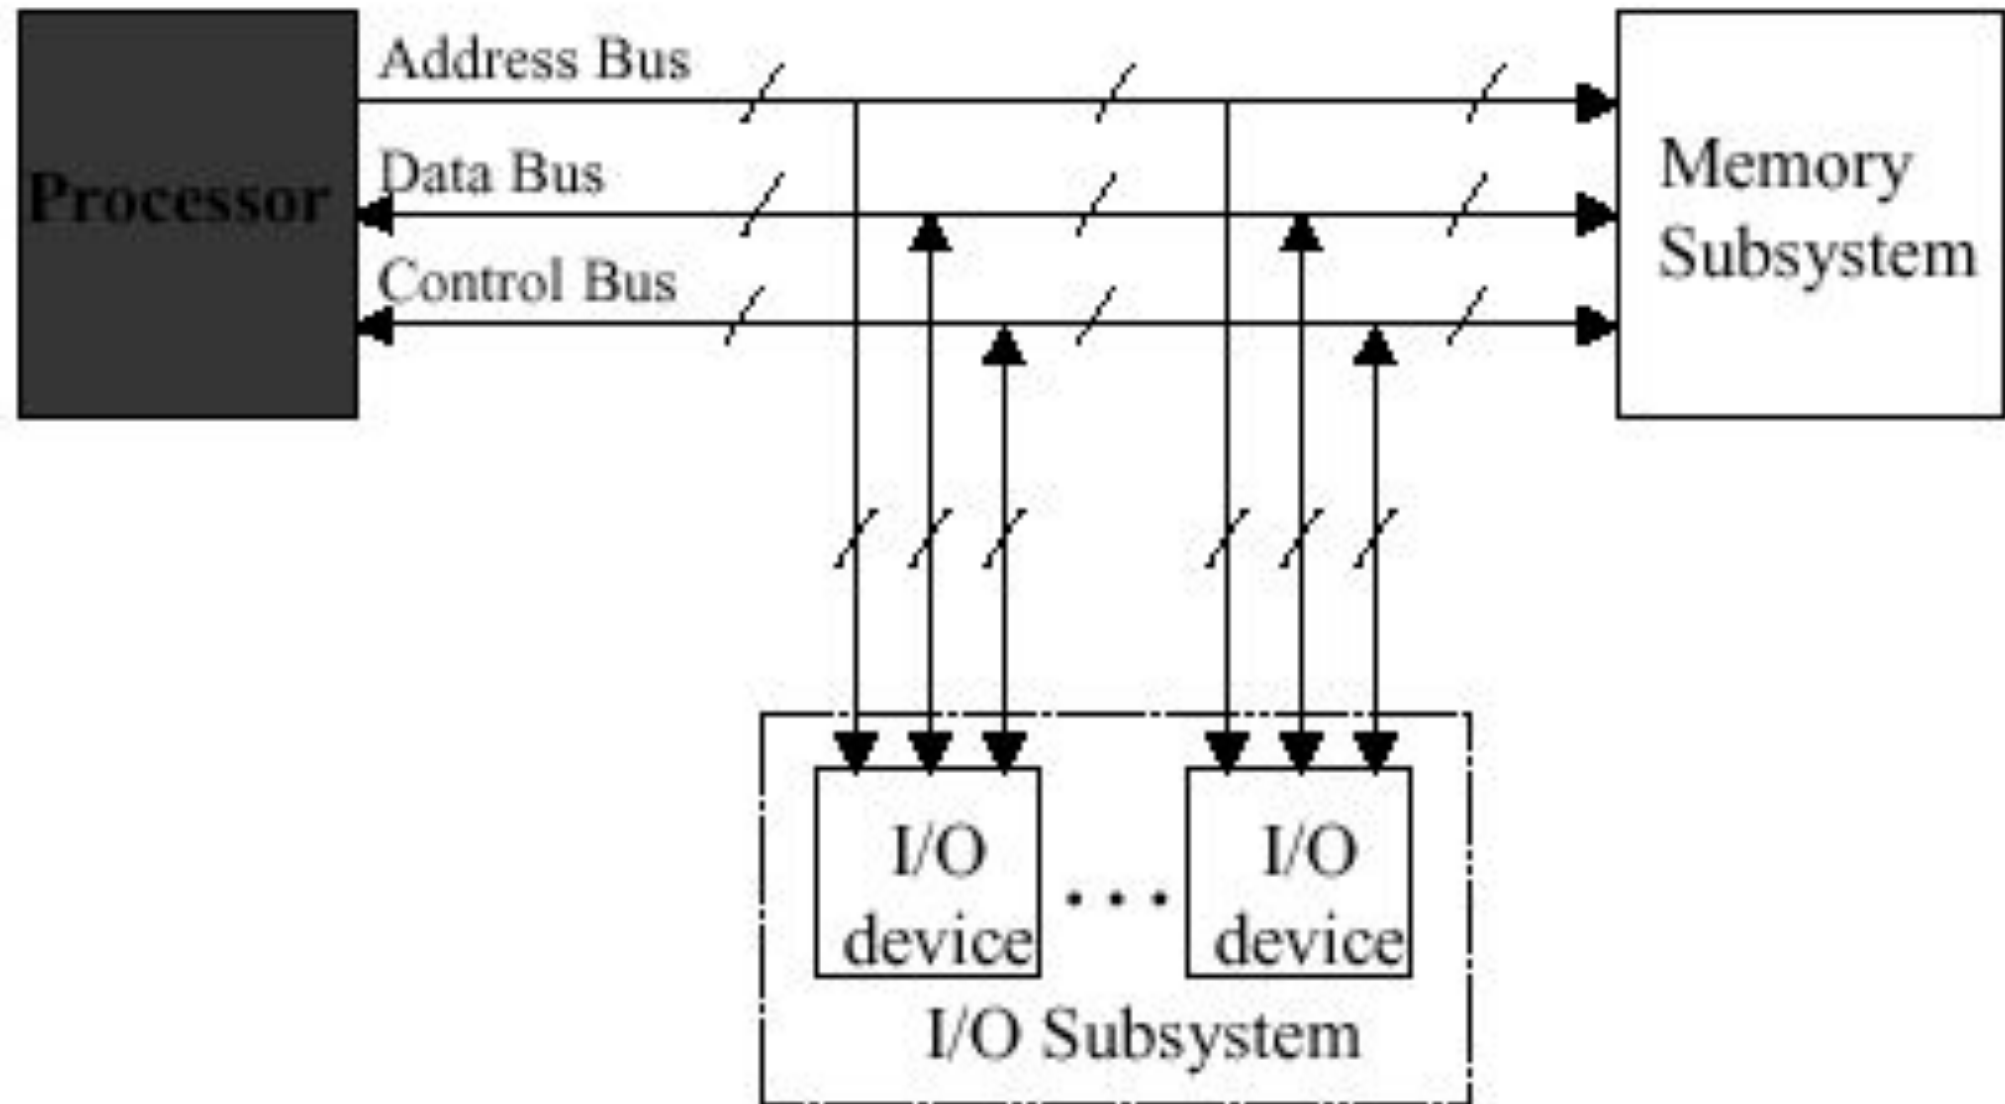 Address Bus
Data Bus
Processor
Control Bus
Memory
Subsystem
I/O
device
. . .
I/O
device
I/O Subsystem